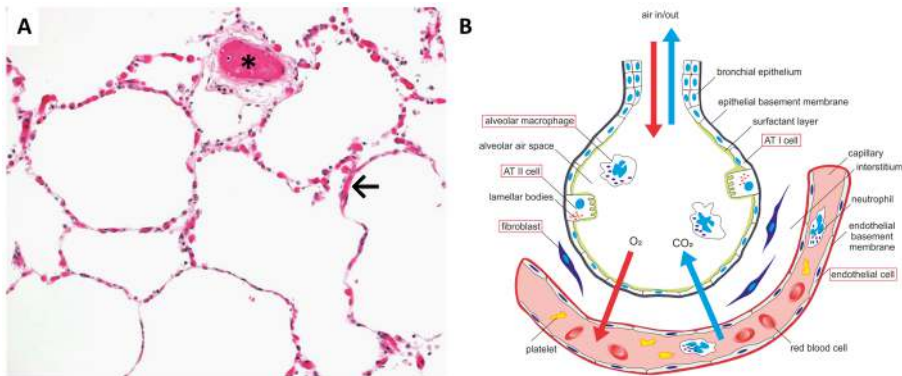 A
*
B
air in/out
bronchial epithelium
epithelial basement membrane
alveolar macrophage
surfactant layer
alveolar air space
AT I cell
AT II cell
capillary
interstitium
lamellar bodies
neutrophil
fibroblast
O₂
CO₂
endothelial
basement
membrane
endothelial cell
platelet
red blood cell